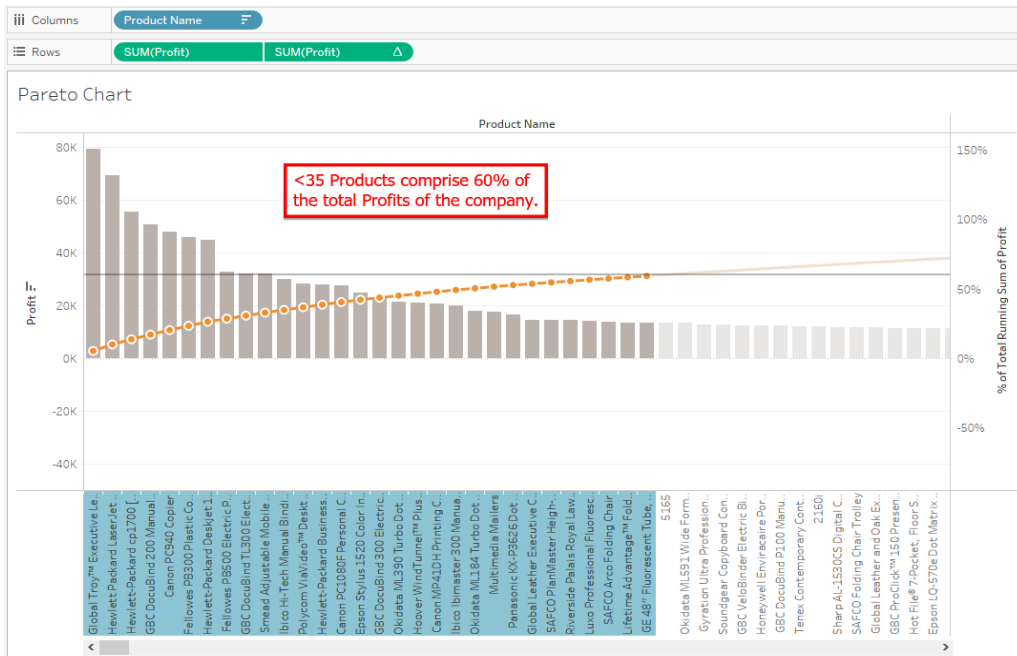 Columns
Product Name
Rows
SUM(Profit)
SUM(Profit)
Pareto Chart
Product Name
80K
60K
40K
20K
0K
-20K
-40K
Profit
<35 Products comprise 60% of
the total Profits of the company.
150%
100%
50%
0%
-50%
% of Total Running Sum of Profit
Global Troy™ Executive Le..
Hewlett Packard LaserJet..
Hewlett-Packard cp1700 [..
GBC DocuBind 200 Manual..
Canon PC940 Copier
Fellowes PB300 Plastic Co..
Hewlett-Packard Deskjet 1..
Fellowes PB500 Electric P..
GBC DocuBind TL300 Elect..
Smead Adjustable Mobile..
Ibico Hi-Tech Manual Bindi..
Polycom ViaVideo™ Deskt..
Hewlett-Packard Business..
Canon PC1080F Personal C..
Epson Stylus 1520 Color In..
GBC DocuBind 300 Electric..
Okidata ML390 Turbo Dot..
Hoover WindTunnel™ Plus..
Canon MP41DH Printing C..
Ibico Ibimaster 300 Manua..
Okidata ML184 Turbo Dot..
Multimedia Mailers
Panasonic KX-P3626 Dot..
Global Leather Executive C..
SAFCO PlanMaster Heigh-..
Riverside Palais Royal Law..
Luxo Professional Fluoresc..
SAFCO Arco Folding Chair
Lifetime Advantage™ Fold..
GE 48" Fluorescent Tube,..
5165
Okidata ML591 Wide Form..
Gyration Ultra Profession..
Soundgear Copyboard Con..
GBC VeloBinder Electric Bi..
Honeywell Enviracaire Por..
GBC DocuBind P100 Manu..
Tenex Contemporary Cont..
2160i
Sharp AL-1530CS Digital C..
SAFCO Folding Chair Trolley
Global Leather and Oak Ex..
GBC ProClick™ 150 Presen..
Hot File® 7-Pocket, Floor S..
Epson LQ-570e Dot Matrix..